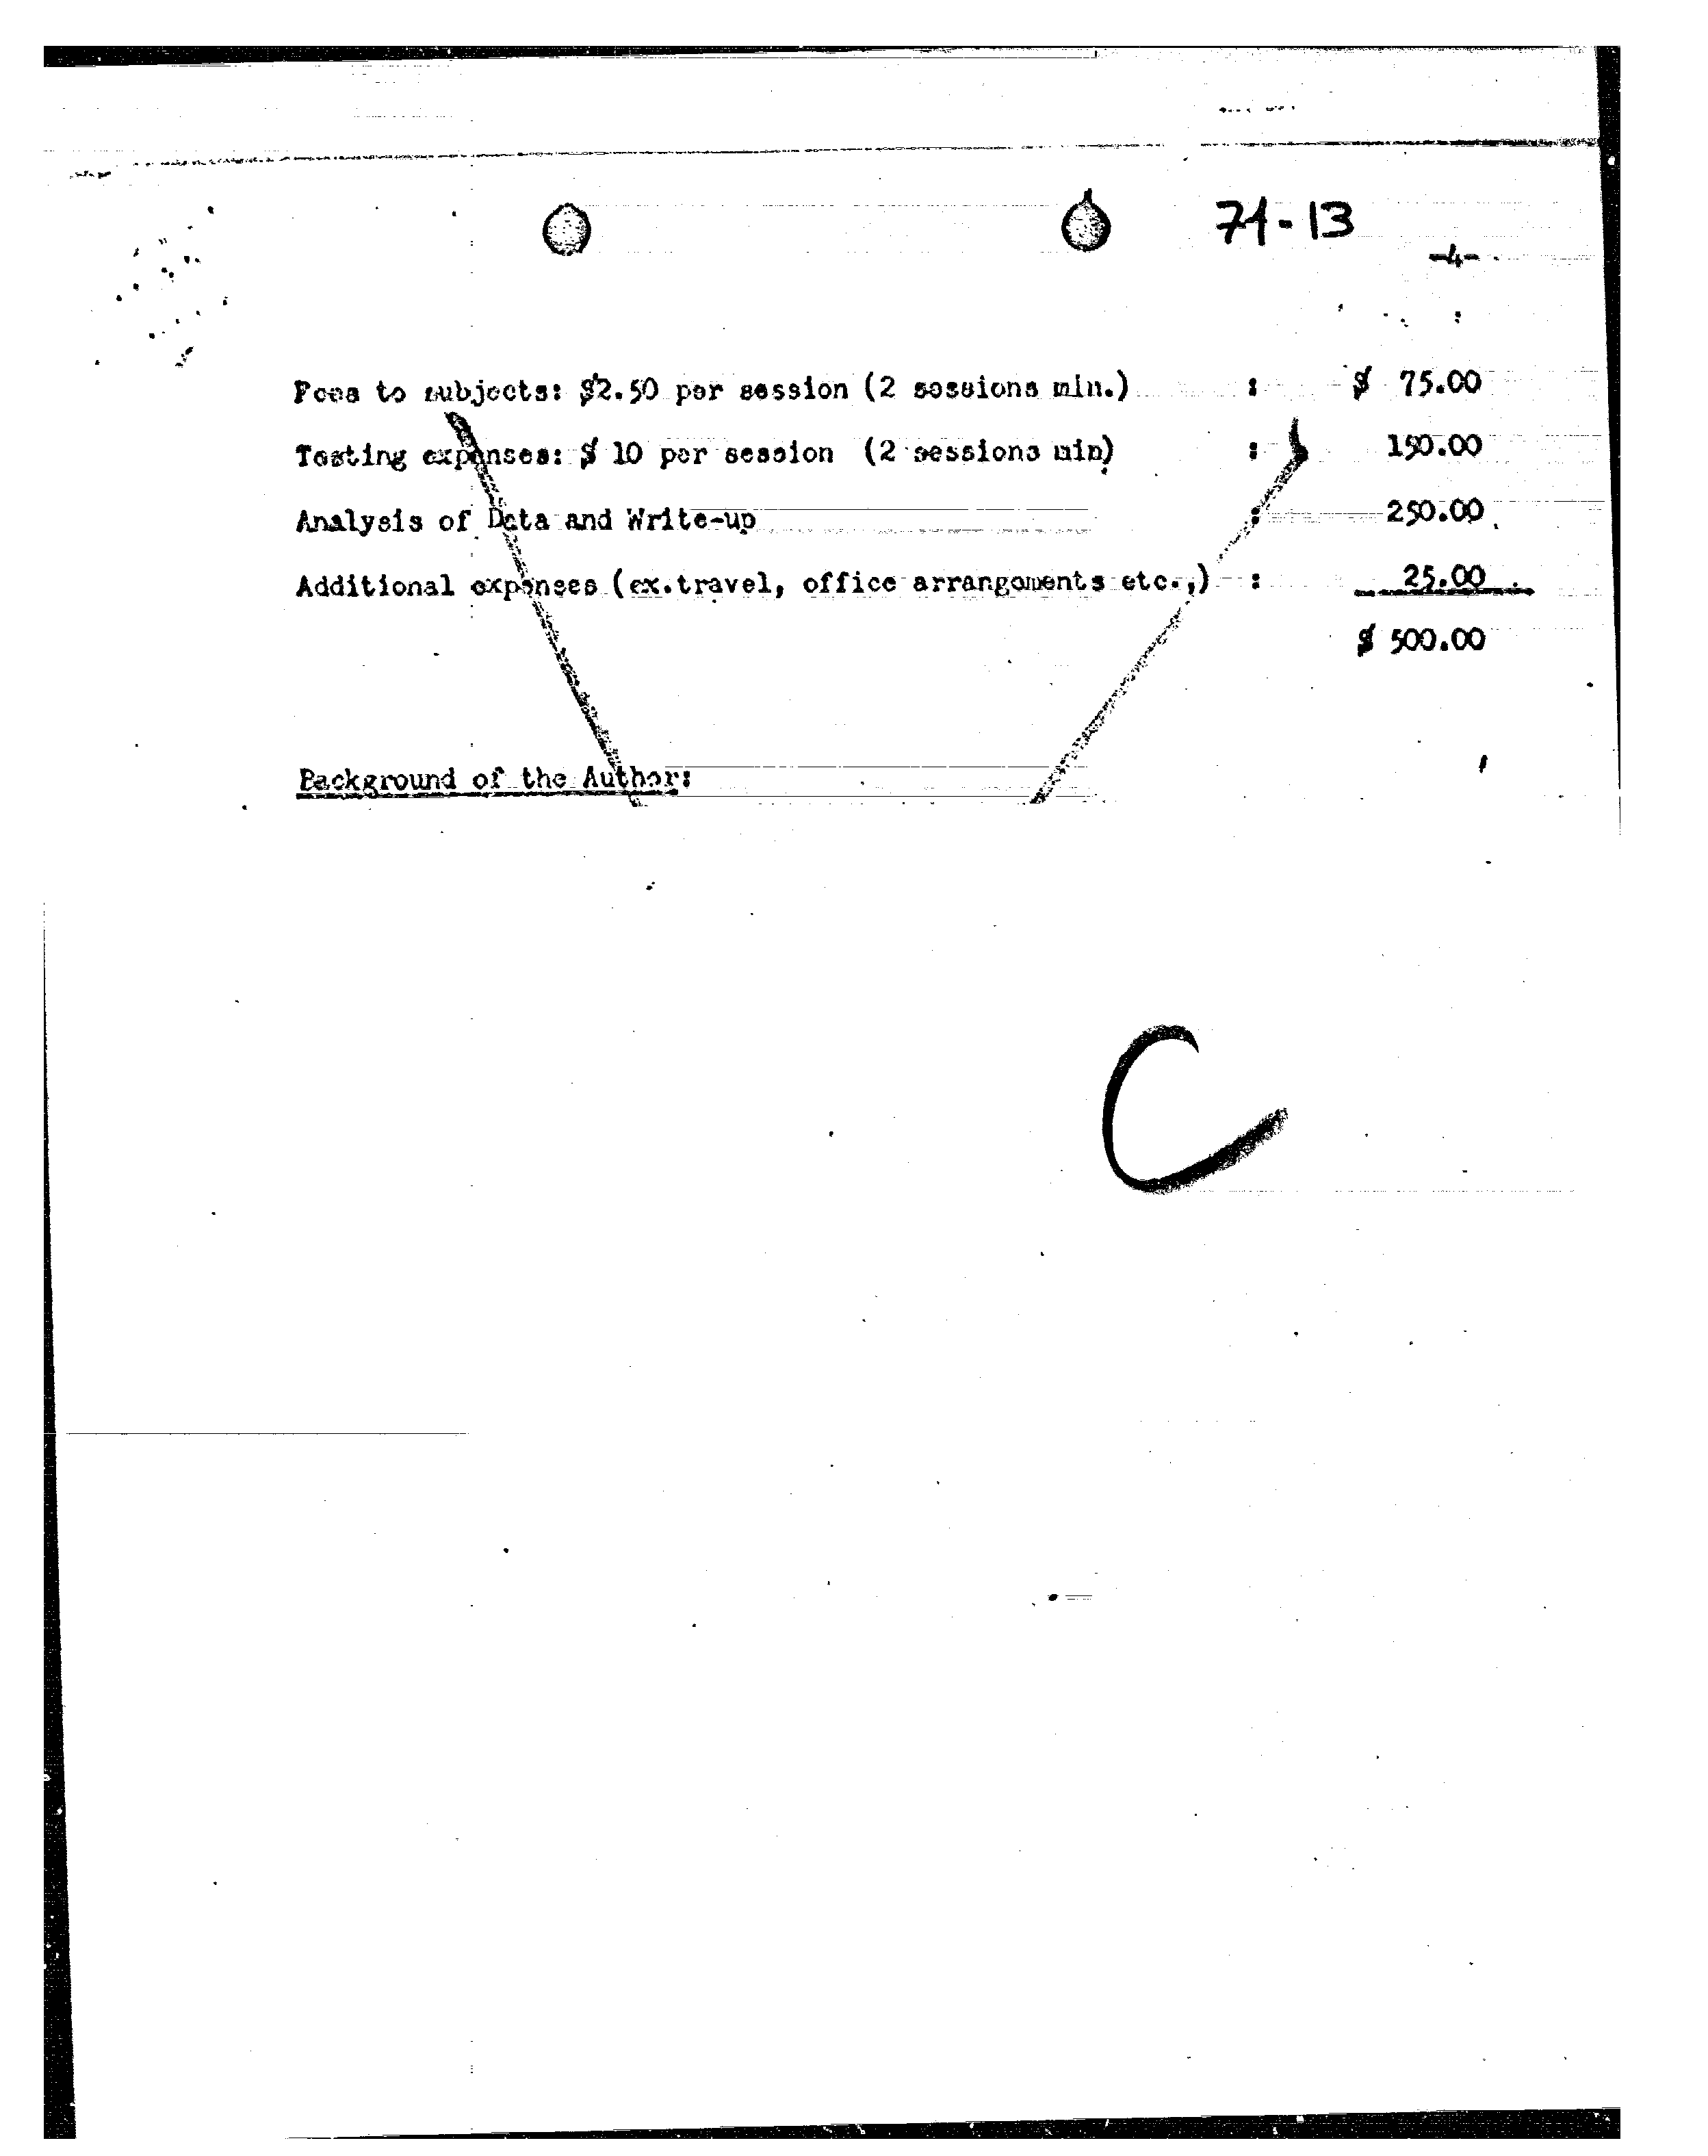 71-13
-4-
Fees to subjects: $2.50 per session (2 sessions min.) : $ 75.00
Testing expenses: $ 10 per session (2 sessions min) : 150.00
Analysis of Data and Write-up : 250.00
Additional expenses (ex.travel, office arrangements etc.,) : 25.00
$ 500.00
Background of the Author:
C